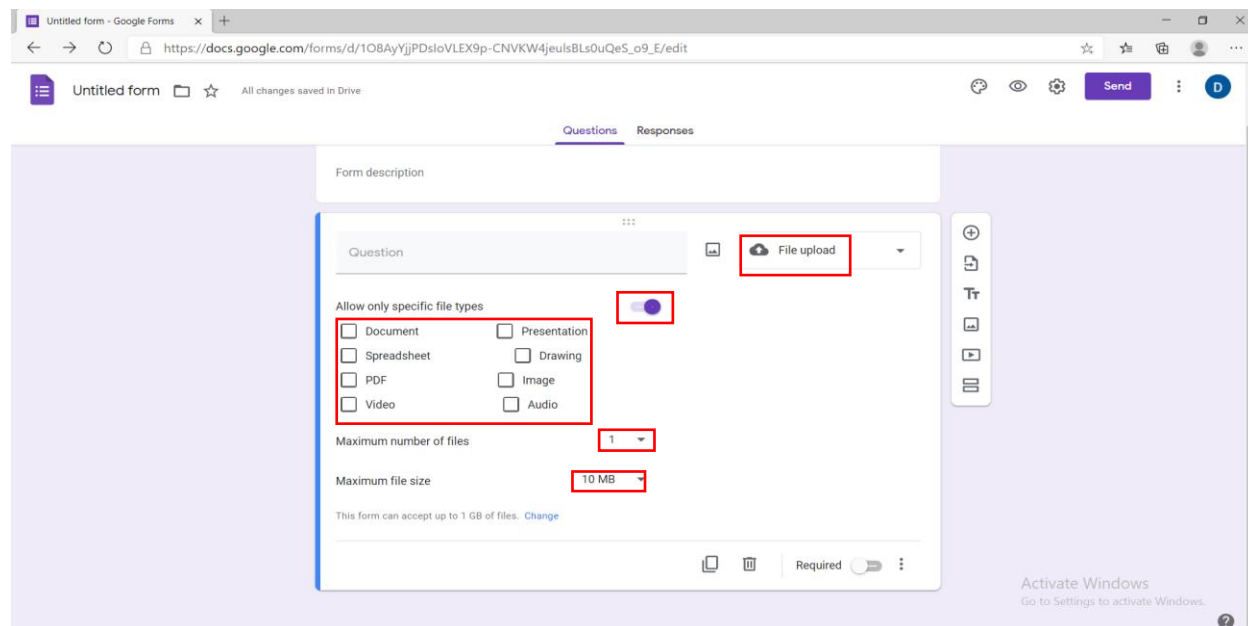 Untitled form - Google Forms
https://docs.google.com/forms/d/1O8AyYjjPDsIoVLEX9p-CNVKW4jeulsBLs0uQeS_o9_E/edit
Untitled form All changes saved in Drive
Send D
Questions Responses
Form description
Question File upload
Allow only specific file types
Document Presentation
Spreadsheet Drawing
PDF Image
Video Audio
Maximum number of files 1
Maximum file size 10 MB
This form can accept up to 1 GB of files. Change
Required
Tт
Activate Windows
Go to Settings to activate Windows.